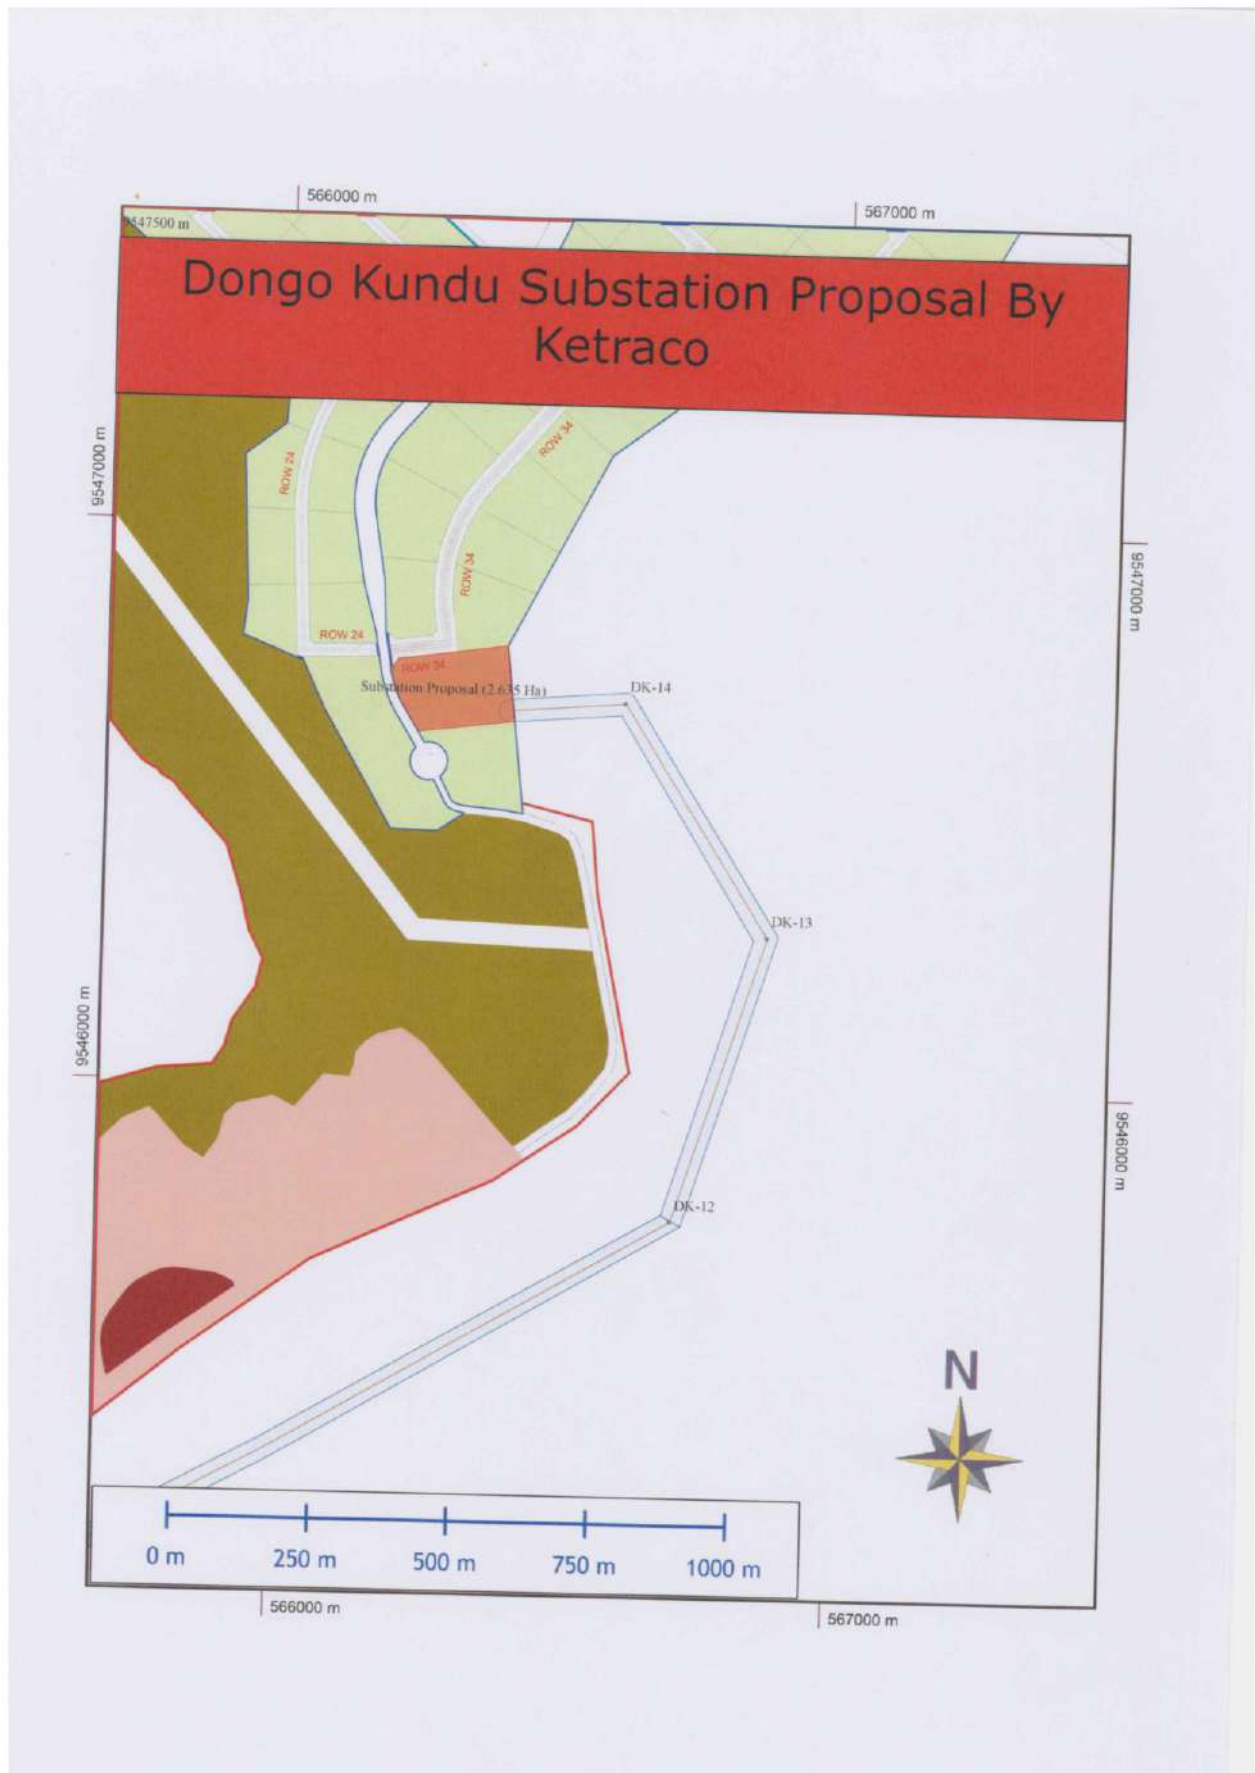 566000 m
567000 m
9547500 m
Dongo Kundu Substation Proposal By
Ketraco
9547000 m
ROW 24
ROW 34
ROW 34
9547000 m
ROW 24
ROW 34
Substation Proposal (2.635 Ha)
DK-14
DK-13
9546000 m
9546000 m
DK-12
N
0 m
250 m
500 m
750 m
1000 m
566000 m
567000 m